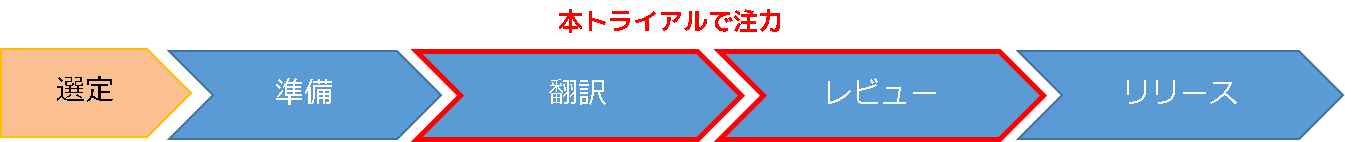 本トライアルで注力
選定
準備
翻訳
レビュー
リリース